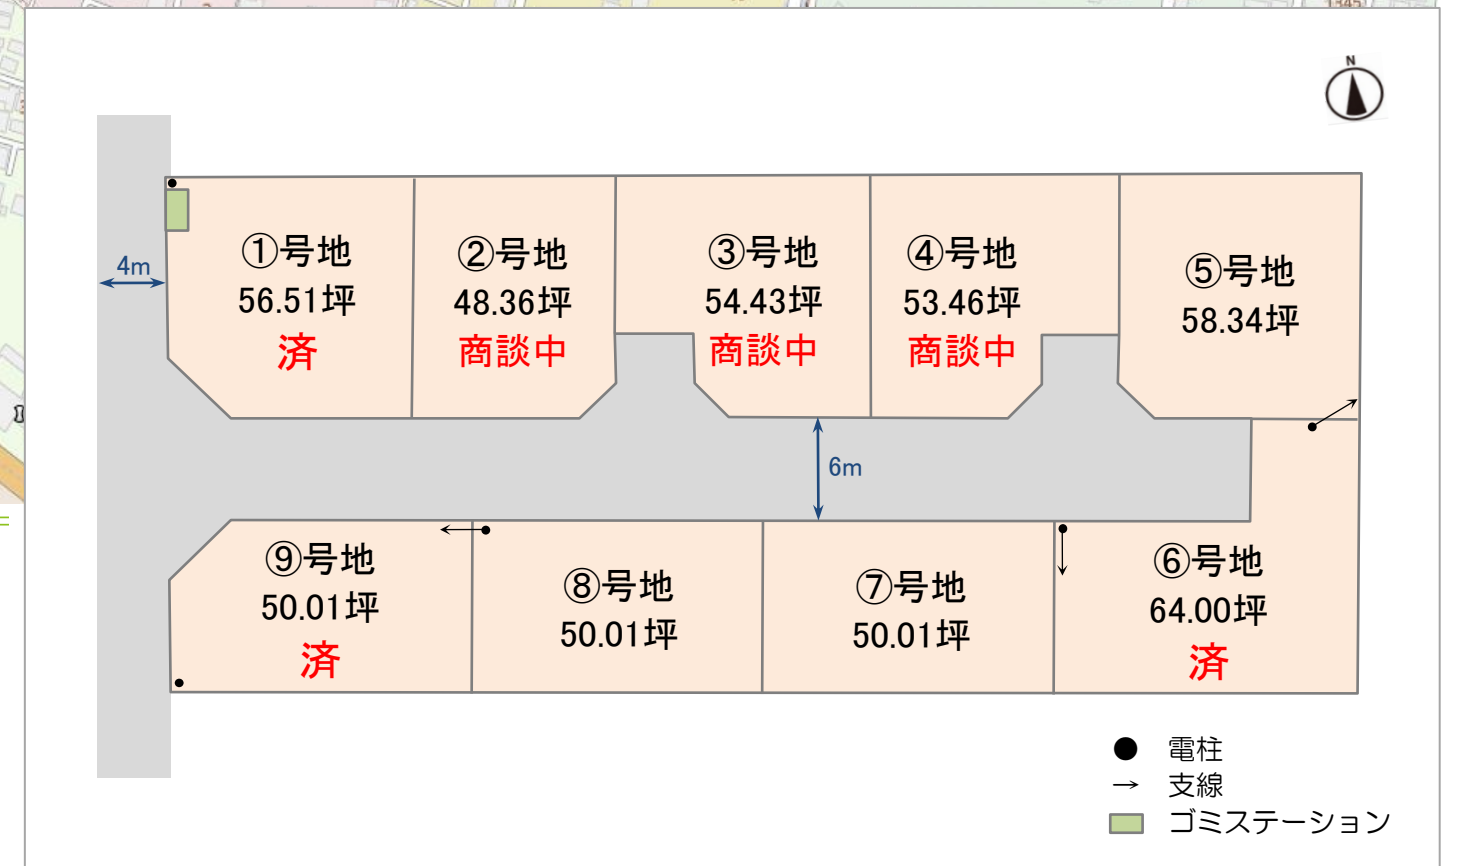 N
4m
①号地
56.51坪
済
②号地
48.36坪
商談中
③号地
54.43坪
商談中
④号地
53.46坪
商談中
⑤号地
58.34坪
6m
⑨号地
50.01坪
済
⑧号地
50.01坪
⑦号地
50.01坪
⑥号地
64.00坪
済
電柱
支線
ゴミステーション